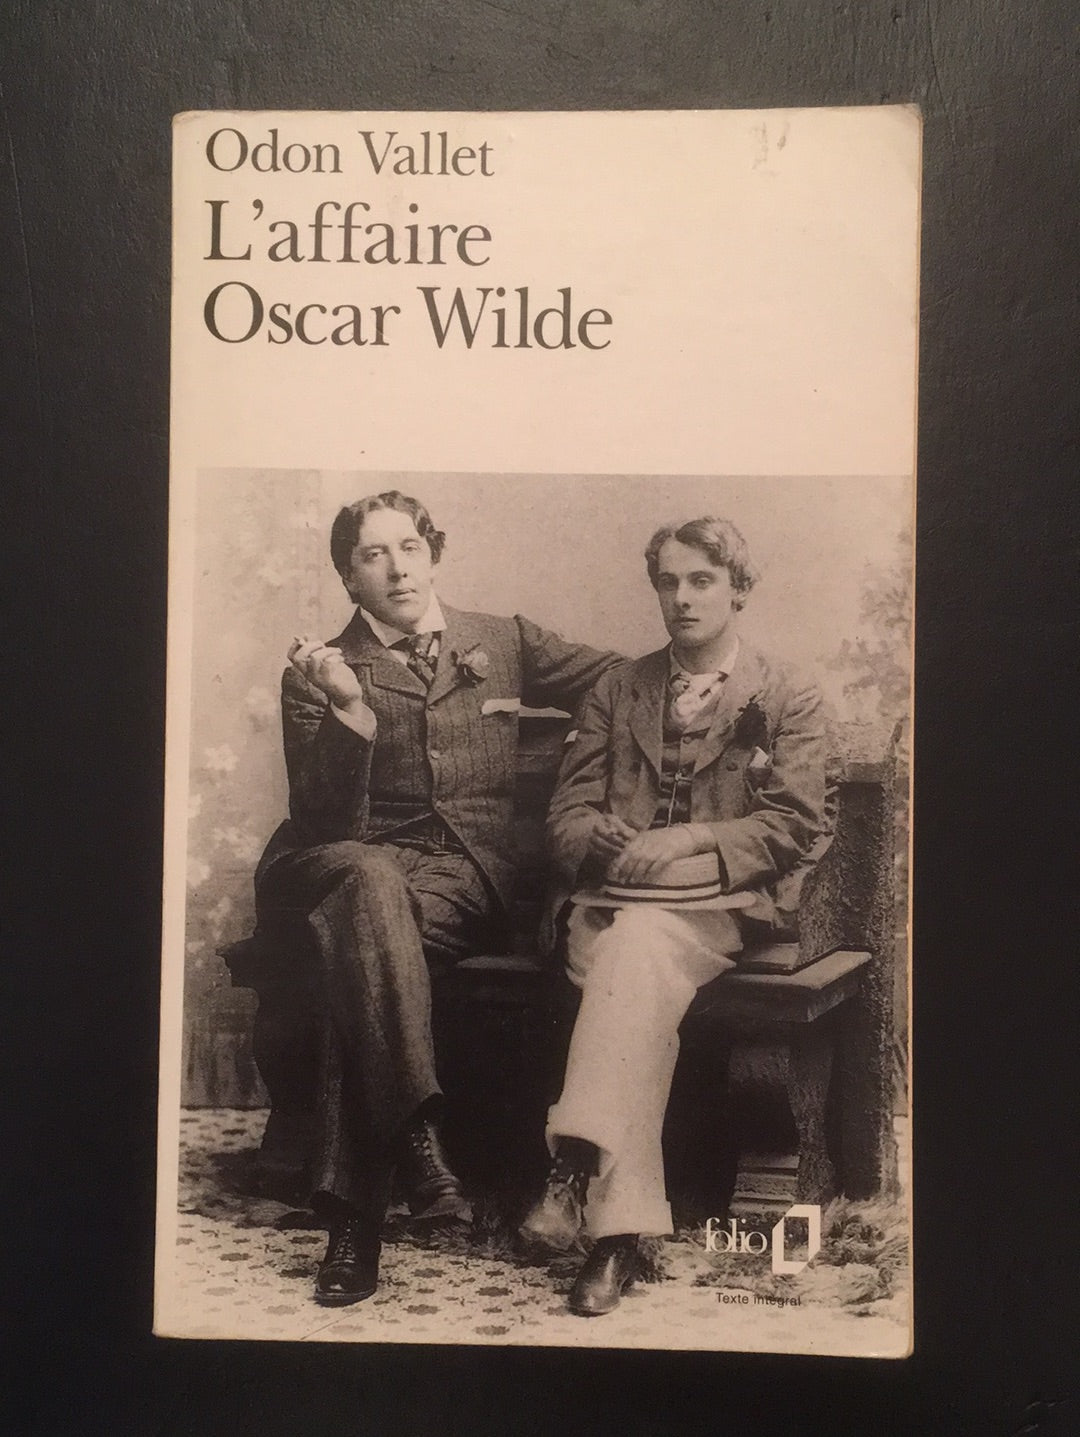 Odon Vallet
L'affaire
Oscar Wilde
folio
Texte intégral